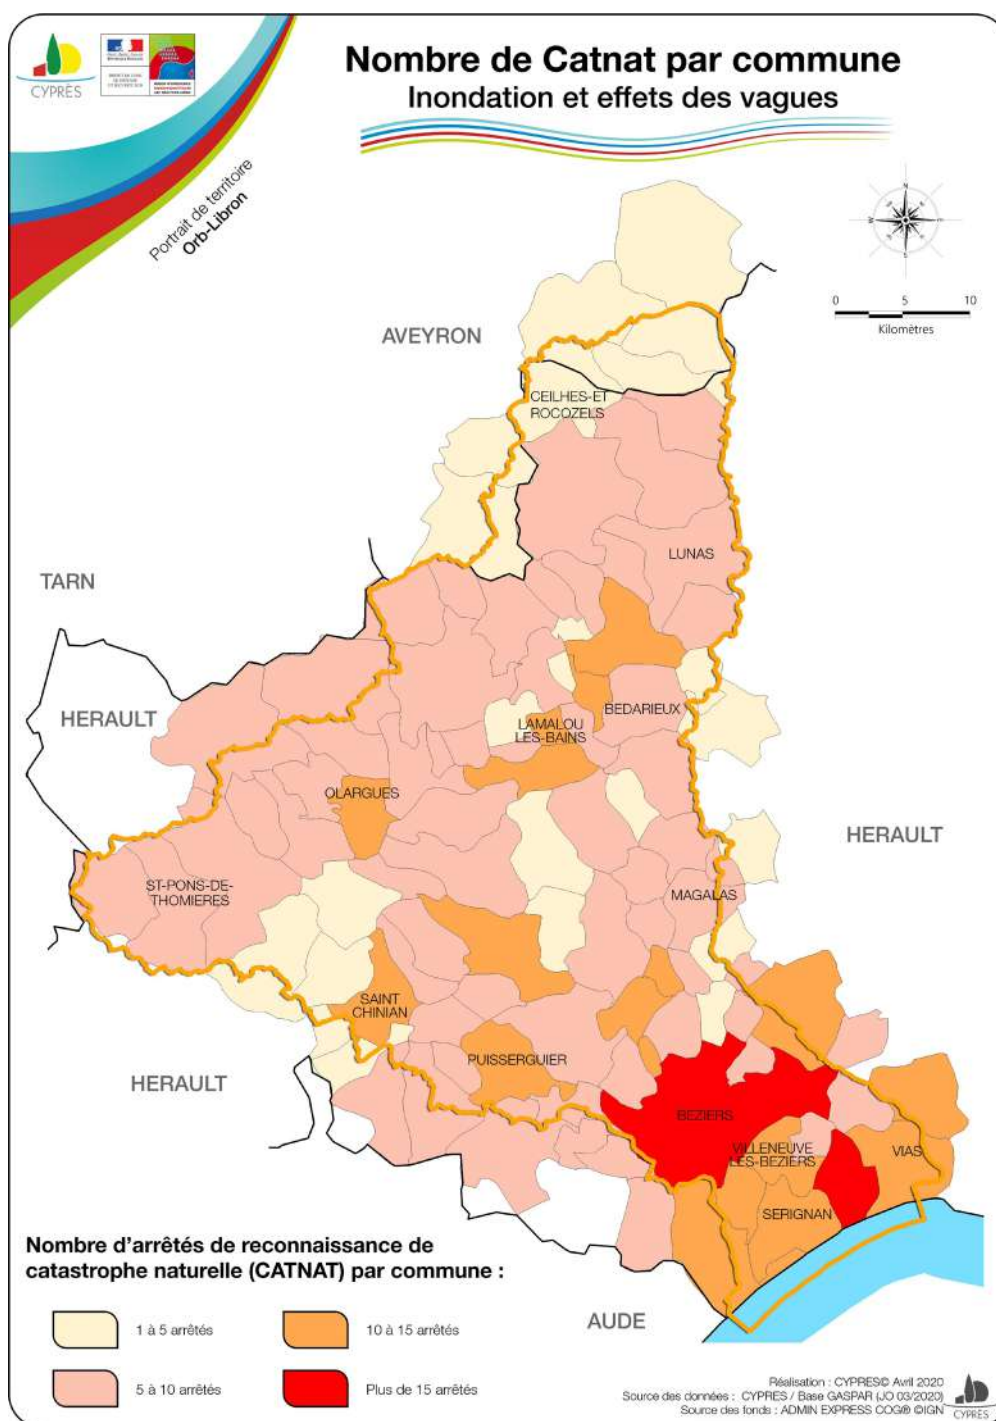 CYPRÈS
Nombre de Catnat par commune
Inondation et effets des vagues
Portrait de territoire
Orb-Libron
N
S
0 5 10
Kilomètres
AVEYRON
CEILHES-ET
ROCOZELS
LUNAS
TARN
HERAULT
BEDARIEUX
LAMALOU
LES-BAINS
OLARGUES
HERAULT
ST-PONS-DE-
THOMIERES
MAGALAS
SAINT
CHINIAN
PUISSERGUIER
HERAULT
BEZIERS
VILLENEUVE
LES-BEZIERS
VIAS
SERIGNAN
Nombre d'arrêtés de reconnaissance de
catastrophe naturelle (CATNAT) par commune :
1 à 5 arrêtés
10 à 15 arrêtés
AUDE
5 à 10 arrêtés
Plus de 15 arrêtés
Réalisation : CYPRES© Avril 2020
Source des données : CYPRES / Base GASPAR (JO 03/2020)
Source des fonds : ADMIN EXPRESS COG® ©IGN
CYPRÈS